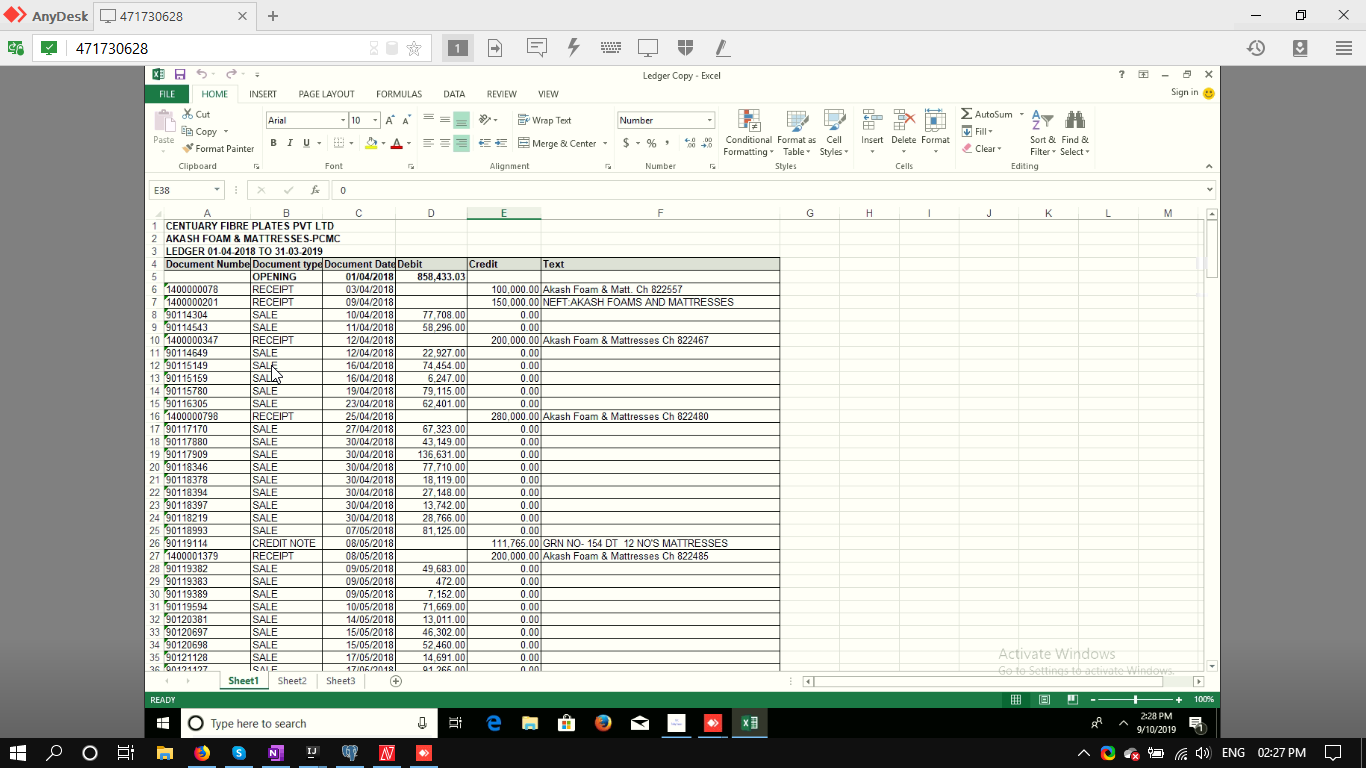 AnyDesk 471730628
471730628
1
Ledger Copy - Excel
FILE HOME INSERT PAGE LAYOUT FORMULAS DATA REVIEW VIEW Sign in
Paste Cut Copy Format Painter
Arial 10
Wrap Text
Merge & Center
Number
Conditional Formatting Format as Table Cell Styles
Insert Delete Format
AutoSum Fill Clear
Sort & Filter Find & Select
Clipboard Font Alignment Number Styles Cells Editing
E38 fx 0
A B C D E F G H I J K L M
1 CENTUARY FIBRE PLATES PVT LTD
2 AKASH FOAM & MATTRESSES-PCMC
3 LEDGER 01-04-2018 TO 31-03-2019
4 Document Numbe Document type Document Date Debit Credit Text
5 OPENING 01/04/2018 858,433.03
6 1400000078 RECEIPT 03/04/2018 100,000.00 Akash Foam & Matt. Ch 822557
7 1400000201 RECEIPT 09/04/2018 150,000.00 NEFT:AKASH FOAMS AND MATTRESSES
8 90114304 SALE 10/04/2018 77,708.00 0.00
9 90114543 SALE 11/04/2018 58,296.00 0.00
10 1400000347 RECEIPT 12/04/2018 200,000.00 Akash Foam & Mattresses Ch 822467
11 90114649 SALE 12/04/2018 22,927.00 0.00
12 90115149 SALE 16/04/2018 74,454.00 0.00
13 90115159 SALE 16/04/2018 6,247.00 0.00
14 90115780 SALE 19/04/2018 79,115.00 0.00
15 90116305 SALE 23/04/2018 62,401.00 0.00
16 1400000798 RECEIPT 25/04/2018 280,000.00 Akash Foam & Mattresses Ch 822480
17 90117170 SALE 27/04/2018 67,323.00 0.00
18 90117880 SALE 30/04/2018 43,149.00 0.00
19 90117909 SALE 30/04/2018 136,631.00 0.00
20 90118346 SALE 30/04/2018 77,710.00 0.00
21 90118378 SALE 30/04/2018 18,119.00 0.00
22 90118394 SALE 30/04/2018 27,148.00 0.00
23 90118397 SALE 30/04/2018 13,742.00 0.00
24 90118219 SALE 30/04/2018 28,766.00 0.00
25 90118993 SALE 07/05/2018 81,125.00 0.00
26 90119114 CREDIT NOTE 08/05/2018 111,765.00 GRN NO- 154 DT 12 NO'S MATTRESSES
27 1400001379 RECEIPT 08/05/2018 200,000.00 Akash Foam & Mattresses Ch 822485
28 90119382 SALE 09/05/2018 49,683.00 0.00
29 90119383 SALE 09/05/2018 472.00 0.00
30 90119389 SALE 09/05/2018 7,152.00 0.00
31 90119594 SALE 10/05/2018 71,669.00 0.00
32 90120381 SALE 14/05/2018 13,011.00 0.00
33 90120697 SALE 15/05/2018 46,302.00 0.00
34 90120698 SALE 15/05/2018 52,460.00 0.00
35 90121128 SALE 17/05/2018 14,691.00 0.00
36 90121127 SALE 17/05/2018 91,265.00 0.00
Activate Windows
Go to Settings to activate Windows.
Sheet1 Sheet2 Sheet3
READY 100%
Type here to search
2:28 PM
9/10/2019
ENG 02:27 PM